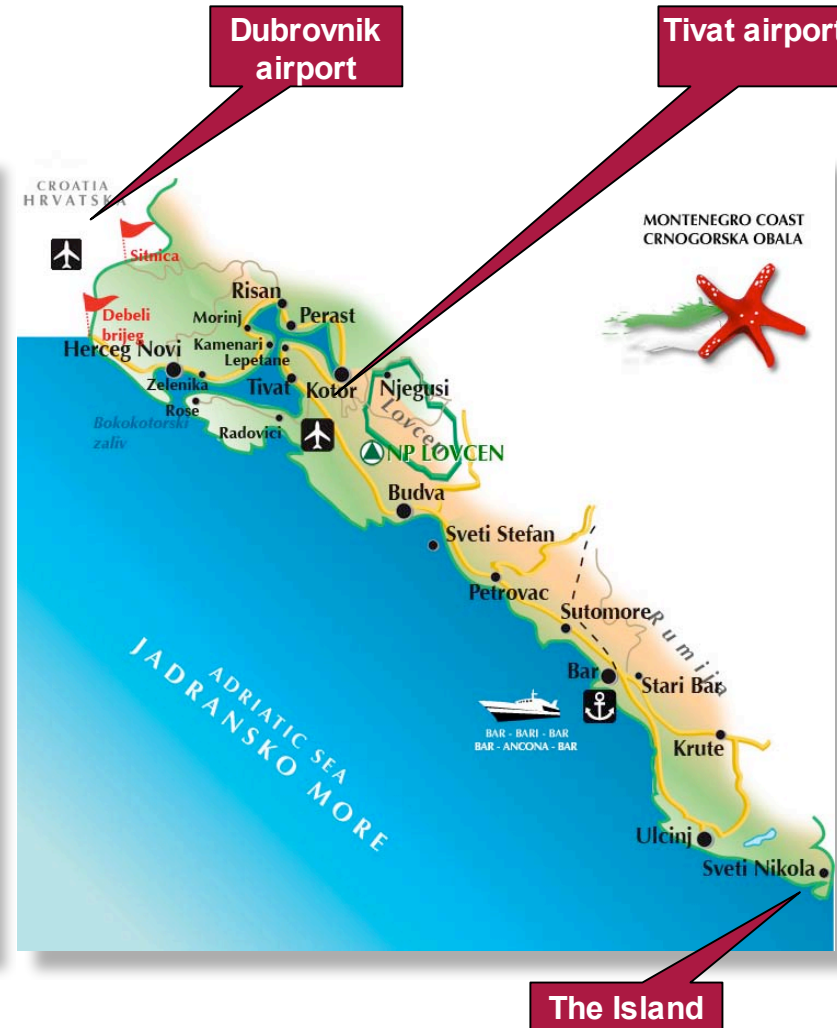 Dubrovnik
airport
Tivat airport
CROATIA
HRVATSKA
MONTENEGRO COAST
CRNOGORSKA OBALA
Sitnica
Debeli
brijeg
Risan
Morinj
Perast
Kamenari
Lepetane
Herceg Novi
Zelenika
Tivat
Kotor
Njegusi
Lovcen
Rose
Bokokotorski
zaliv
Radovici
NP LOVCEN
Budva
Sveti Stefan
Petrovac
Sutomore
Rumija
Bar
Stari Bar
ADRIATIC SEA
JADRANSKO MORE
BAR - BARI - BAR
BAR - ANCONA - BAR
Krute
Ulcinj
Sveti Nikola
The Island